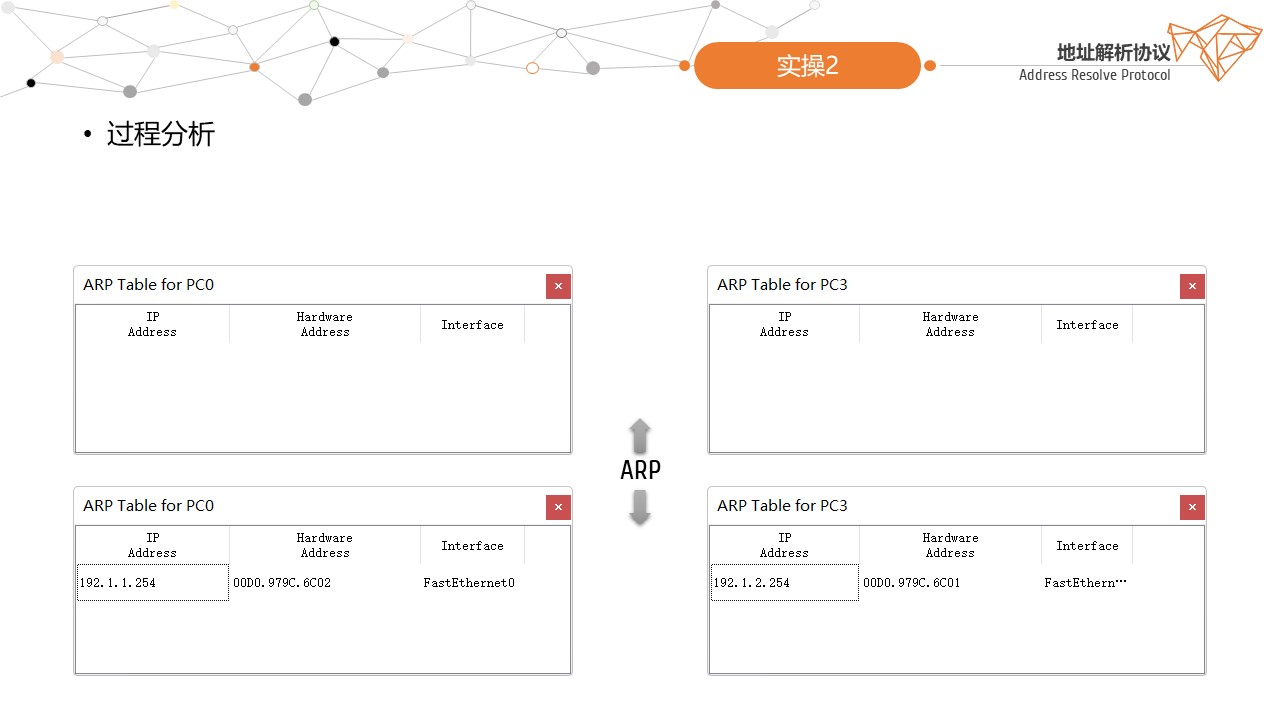 实操2
地址解析协议
Address Resolve Protocol
• 过程分析
ARP Table for PC0
IP Address
Hardware Address
Interface
ARP Table for PC3
IP Address
Hardware Address
Interface
ARP
ARP Table for PC0
IP Address
Hardware Address
Interface
192.1.1.254
00D0.979C.6C02
FastEthernet0
ARP Table for PC3
IP Address
Hardware Address
Interface
192.1.2.254
00D0.979C.6C01
FastEthern···